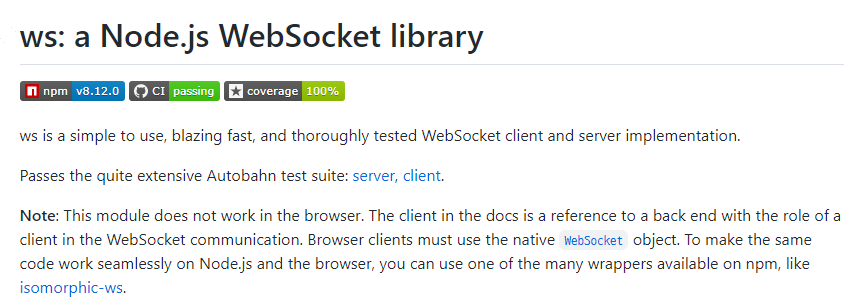 ws: a Node.js WebSocket library
npm v8.12.0 CI passing coverage 100%
ws is a simple to use, blazing fast, and thoroughly tested WebSocket client and server implementation.
Passes the quite extensive Autobahn test suite: server, client.
Note: This module does not work in the browser. The client in the docs is a reference to a back end with the role of a
client in the WebSocket communication. Browser clients must use the native WebSocket object. To make the same
code work seamlessly on Node.js and the browser, you can use one of the many wrappers available on npm, like
isomorphic-ws.